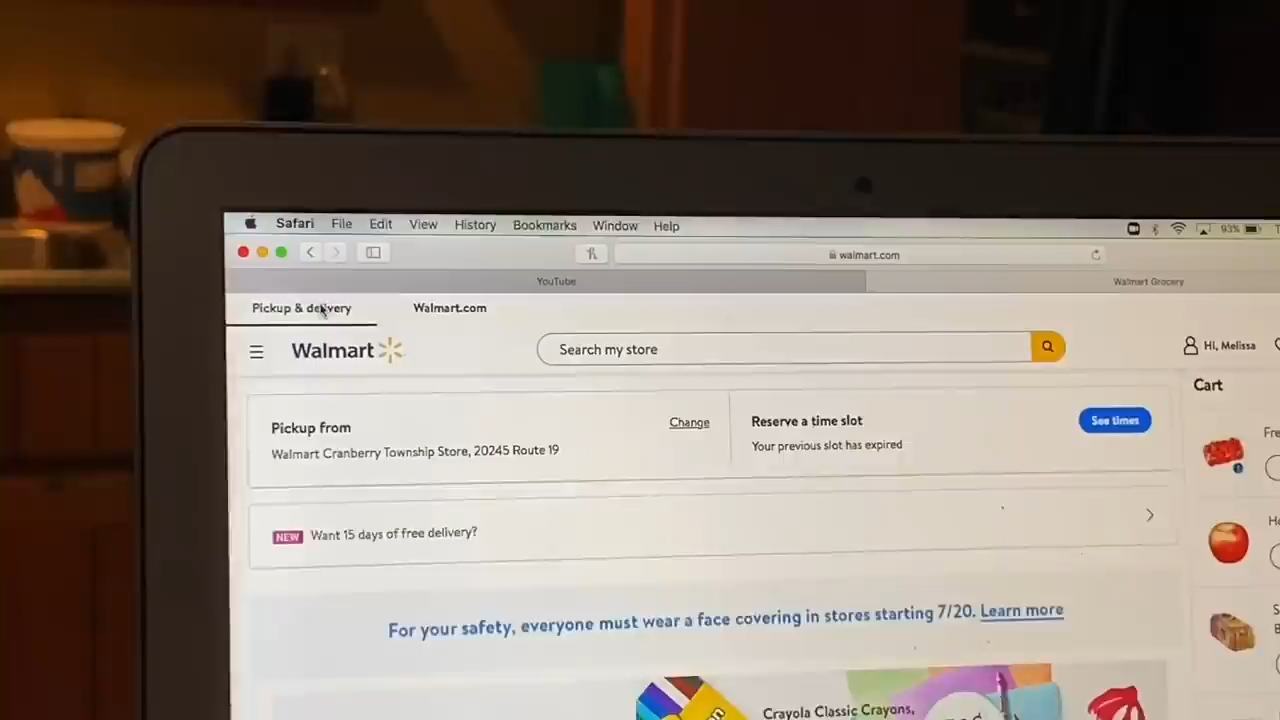 Safari File Edit View History Bookmarks Window Help 93%
walmart.com
YouTube Walmart Grocery
Pickup & delivery Walmart.com
Walmart Search my store Hi, Melissa
Cart
Pickup from Change Reserve a time slot See times
Walmart Cranberry Township Store, 20245 Route 19 Your previous slot has expired
NEW Want 15 days of free delivery?
For your safety, everyone must wear a face covering in stores starting 7/20. Learn more
Crayola Classic Crayons,